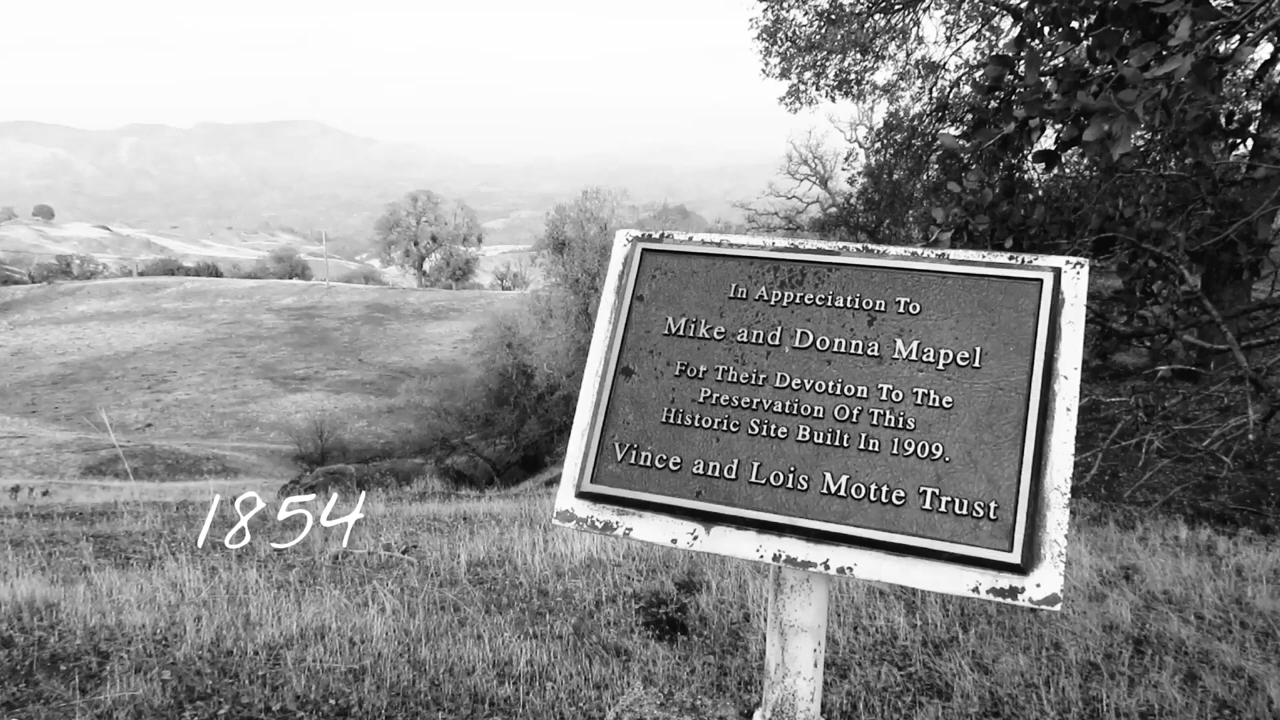 In Appreciation To
Mike and Donna Mapel
For Their Devotion To The
Preservation Of This
Historic Site Built In 1909.
Vince and Lois Motte Trust
1854